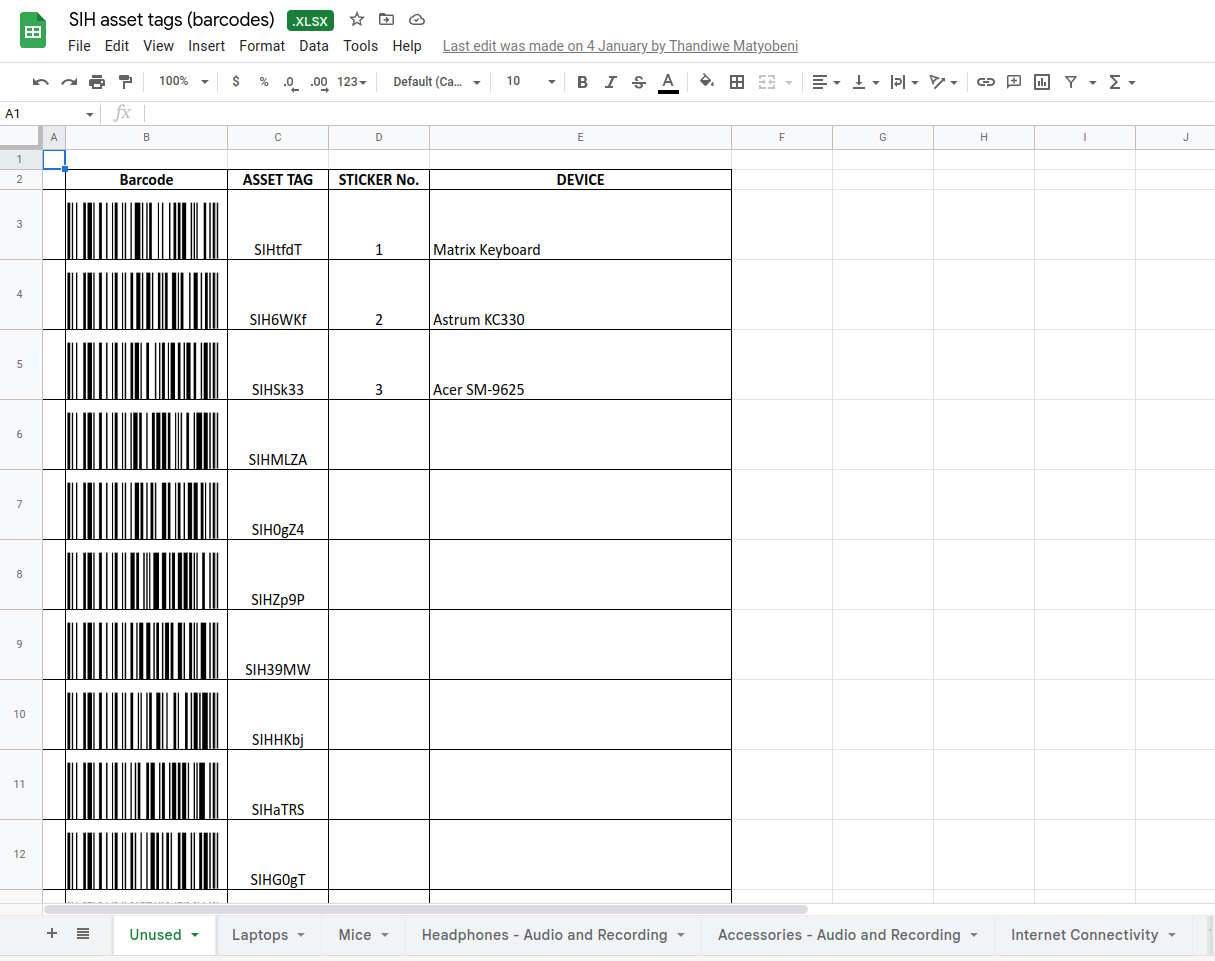 SIH asset tags (barcodes) .XLSX
File Edit View Insert Format Data Tools Help Last edit was made on 4 January by Thandiwe Matyobeni
100% $ % .0 .00 123 Default (Ca... 10 B I S A
A1 fx
A B C D E F G H I J
1
2 Barcode ASSET TAG STICKER No. DEVICE
3 SIHtfdT 1 Matrix Keyboard
4 SIH6WKf 2 Astrum KC330
5 SIHSk33 3 Acer SM-9625
6 SIHMLZA
7 SIH0gZ4
8 SIHZp9P
9 SIH39MW
10 SIHHKbj
11 SIHaTRS
12 SIHG0gT
Unused Laptops Mice Headphones - Audio and Recording Accessories - Audio and Recording Internet Connectivity